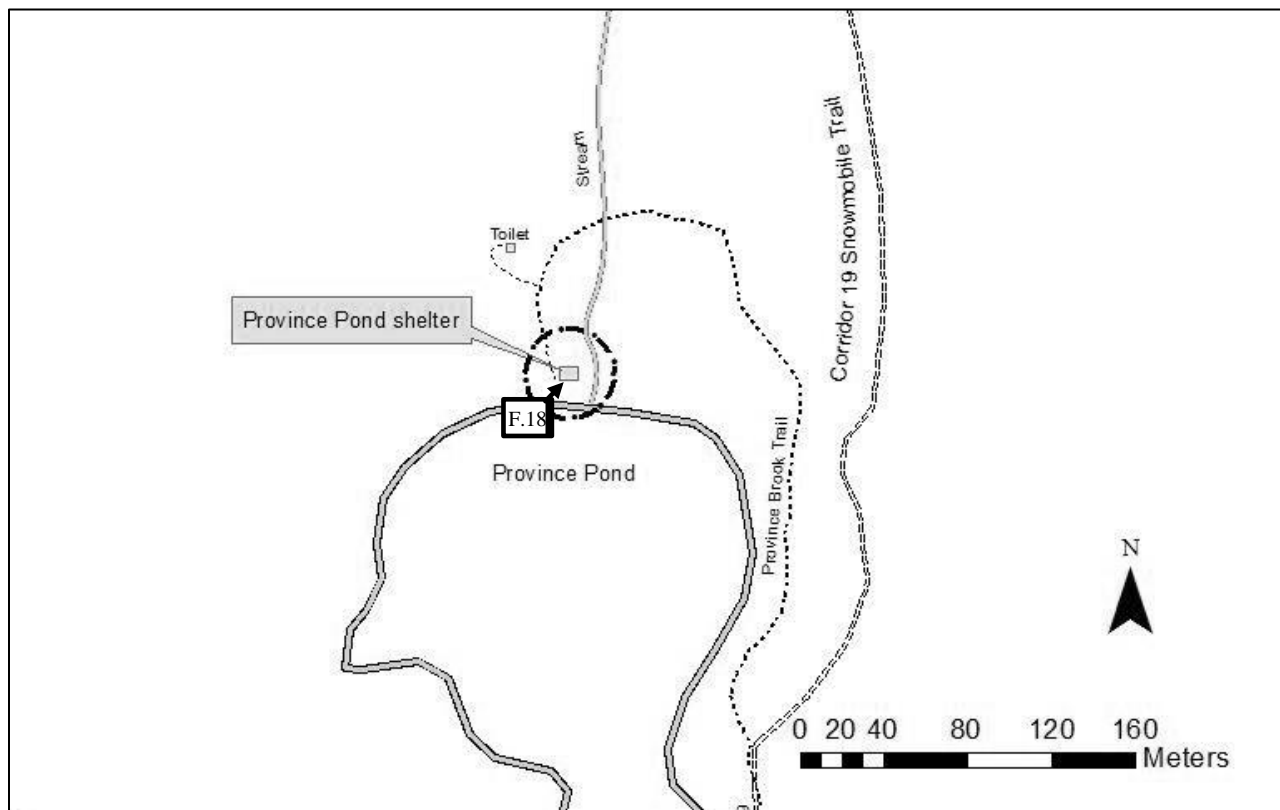 Stream
Corridor 19 Snowmobile Trail
Toilet
Province Pond shelter
F.18
Province Pond
Province Brook Trail
N
0 20 40 80 120 160
Meters